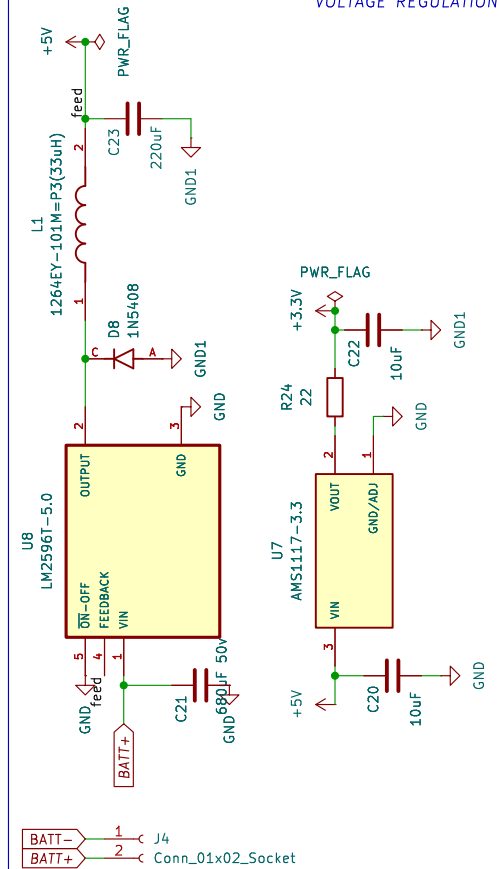 VOLTAGE REGULATION
+5V
PWR_FLAG
feed
2
C23
220uF
GND1
L1
1264EY-101M=P3(33uH)
1
D8
1N5408
C
A
GND1
2
3
GND
OUTPUT
GND
U8
LM2596T-5.0
ON-OFF
FEEDBACK
VIN
5
4
1
GND
feed
C21
680uF 50v
GND
BATT+
PWR_FLAG
+3.3V
C22
10uF
GND1
R24
22
2
1
GND
VOUT
GND/ADJ
U7
AMS1117-3.3
VIN
3
+5V
C20
10uF
GND
BATT-
1
J4
BATT+
2
Conn_01x02_Socket